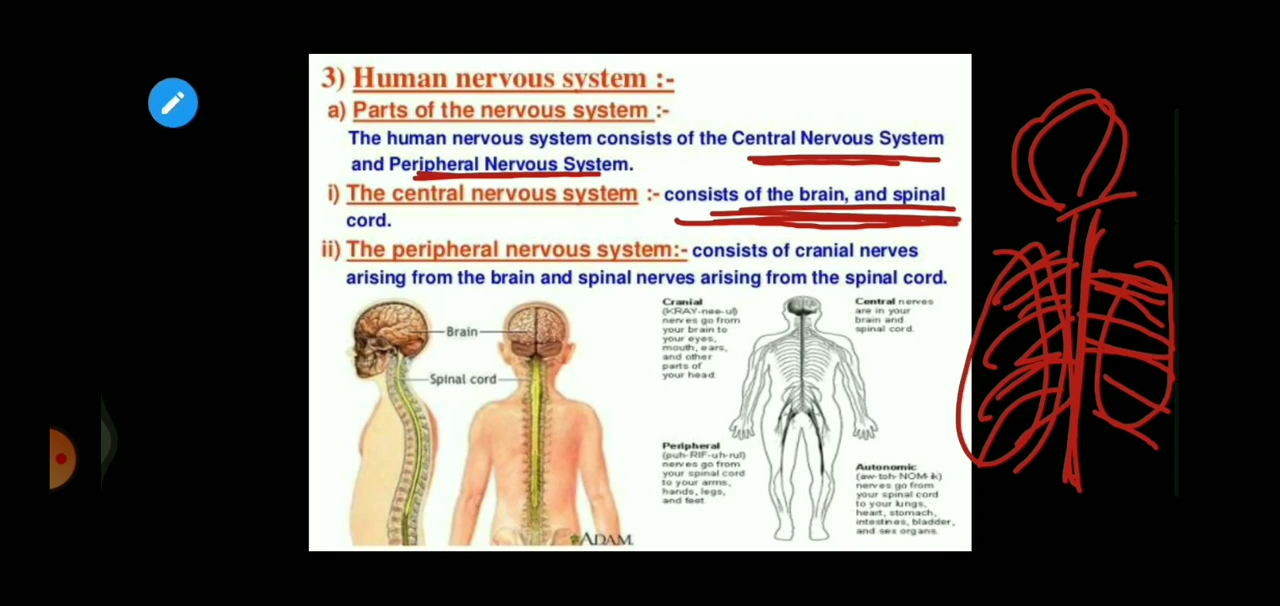 3) Human nervous system :-
a) Parts of the nervous system :-
The human nervous system consists of the Central Nervous System
and Peripheral Nervous System.
i) The central nervous system :- consists of the brain, and spinal
cord.
ii) The peripheral nervous system:- consists of cranial nerves
arising from the brain and spinal nerves arising from the spinal cord.
Brain
Spinal cord
ADAM.
Cranial
(KRAY-nee-ul)
nerves go from
your brain to
your eyes,
mouth, ears,
and other
parts of
your head.
Central nerves
are in your
brain and
spinal cord.
Peripheral
(puh-RIF-uh-rul)
nerves go from
your spinal cord
to your arms,
hands, legs,
and feet.
Autonomic
(aw-toh-NOM-ik)
nerves go from
your spinal cord
to your lungs,
heart, stomach,
intestines, bladder,
and sex organs.